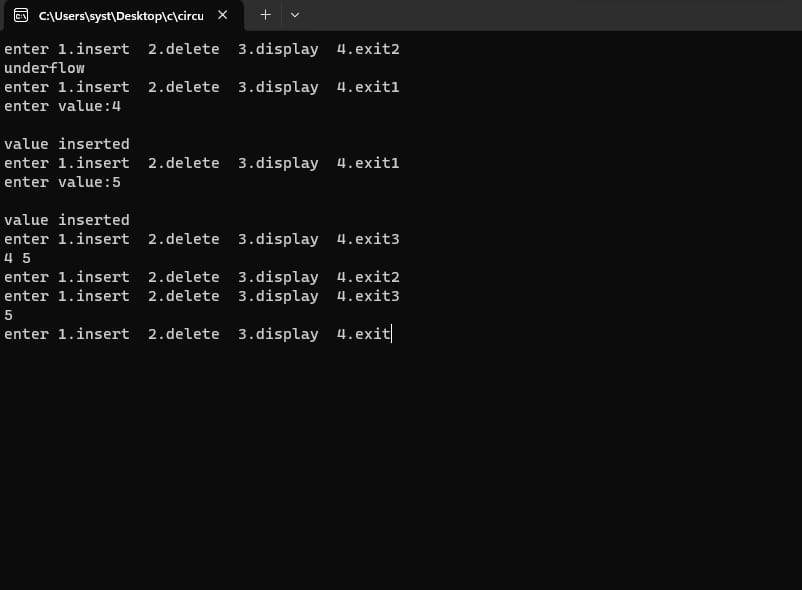 C:\Users\syst\Desktop\c\circu
enter 1.insert  2.delete  3.display  4.exit2
underflow
enter 1.insert  2.delete  3.display  4.exit1
enter value:4
value inserted
enter 1.insert  2.delete  3.display  4.exit1
enter value:5
value inserted
enter 1.insert  2.delete  3.display  4.exit3
4 5
enter 1.insert  2.delete  3.display  4.exit2
enter 1.insert  2.delete  3.display  4.exit3
5
enter 1.insert  2.delete  3.display  4.exit